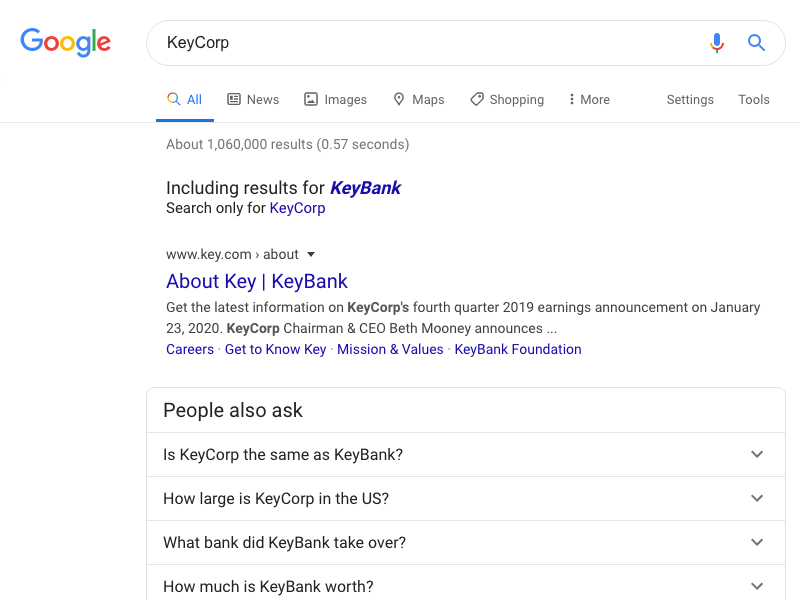 Google
KeyCorp
All News Images Maps Shopping More Settings Tools
About 1,060,000 results (0.57 seconds)
Including results for KeyBank
Search only for KeyCorp
www.key.com › about
About Key | KeyBank
Get the latest information on KeyCorp's fourth quarter 2019 earnings announcement on January
23, 2020. KeyCorp Chairman & CEO Beth Mooney announces ...
Careers · Get to Know Key · Mission & Values · KeyBank Foundation
People also ask
Is KeyCorp the same as KeyBank?
How large is KeyCorp in the US?
What bank did KeyBank take over?
How much is KeyBank worth?